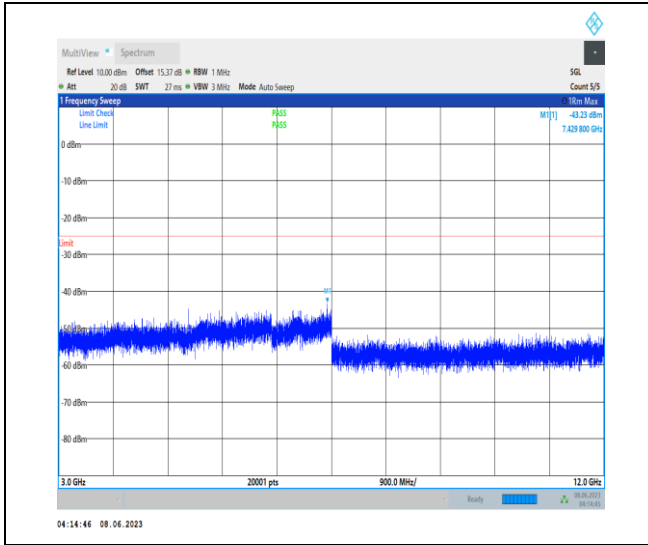 MultiView Spectrum
Ref Level 10.00 dBm Offset 15.37 dB RBW 1 MHz SGL
Att 20 dB SWT 27 ms VBW 3 MHz Mode Auto Sweep Count 5/5
1 Frequency Sweep 1Rm Max
Limit Check PASS M1[1] -43.23 dBm
Line Limit PASS 7.429 800 GHz
0 dBm
-10 dBm
-20 dBm
Limit
-30 dBm
-40 dBm
M1
-50 dBm
-60 dBm
-70 dBm
-80 dBm
3.0 GHz 20001 pts 900.0 MHz/ 12.0 GHz
Ready 08.06.2023
04:14:45
04:14:46 08.06.2023